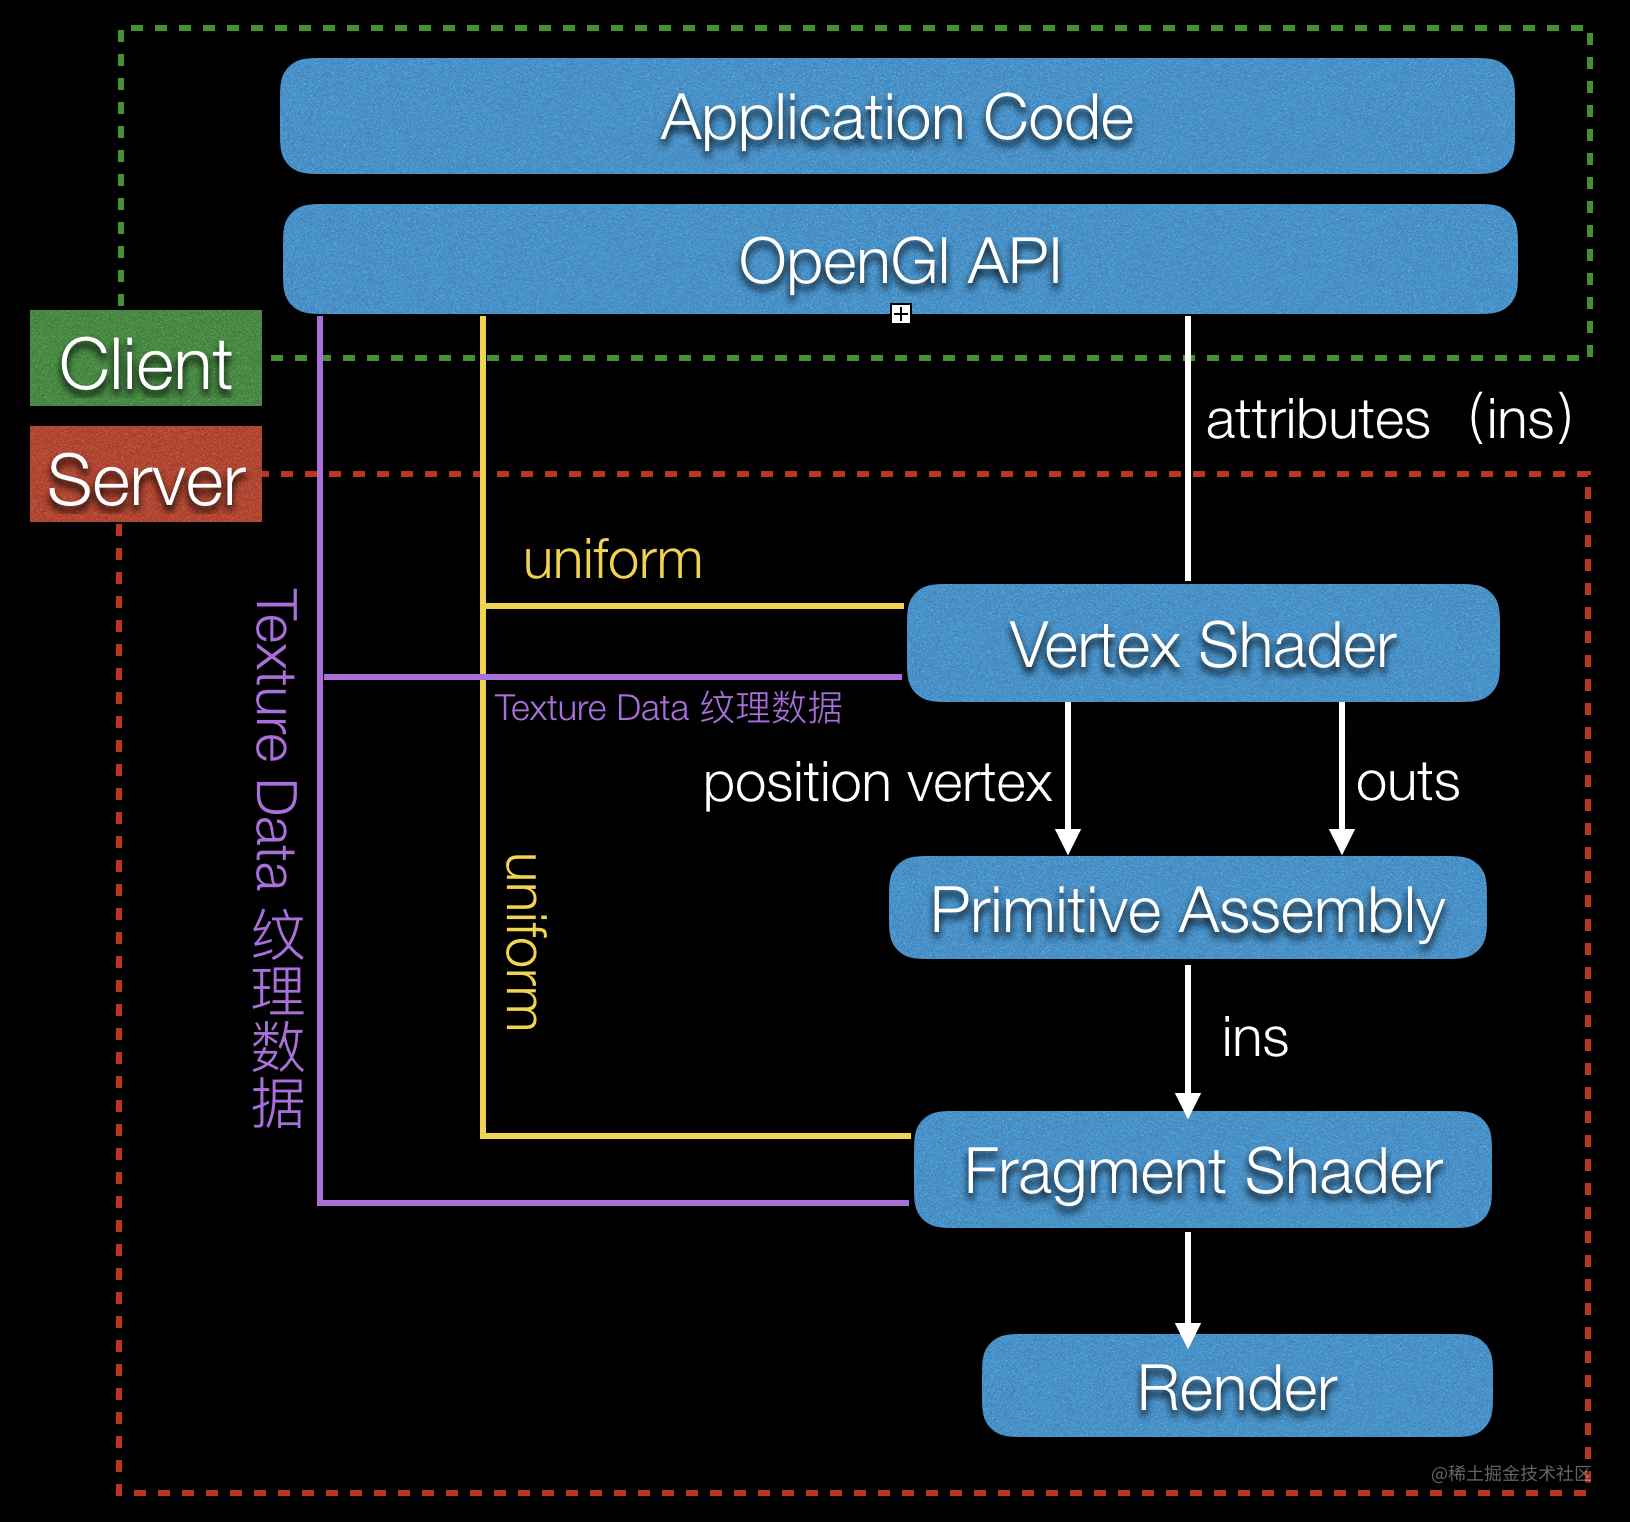 Application Code
OpenGl API
Client
attributes（ins）
Server
uniform
Texture Data 纹理数据
Vertex Shader
Texture Data 纹理数据
position vertex
outs
uniform
Primitive Assembly
ins
Fragment Shader
Render
@稀土掘金技术社区